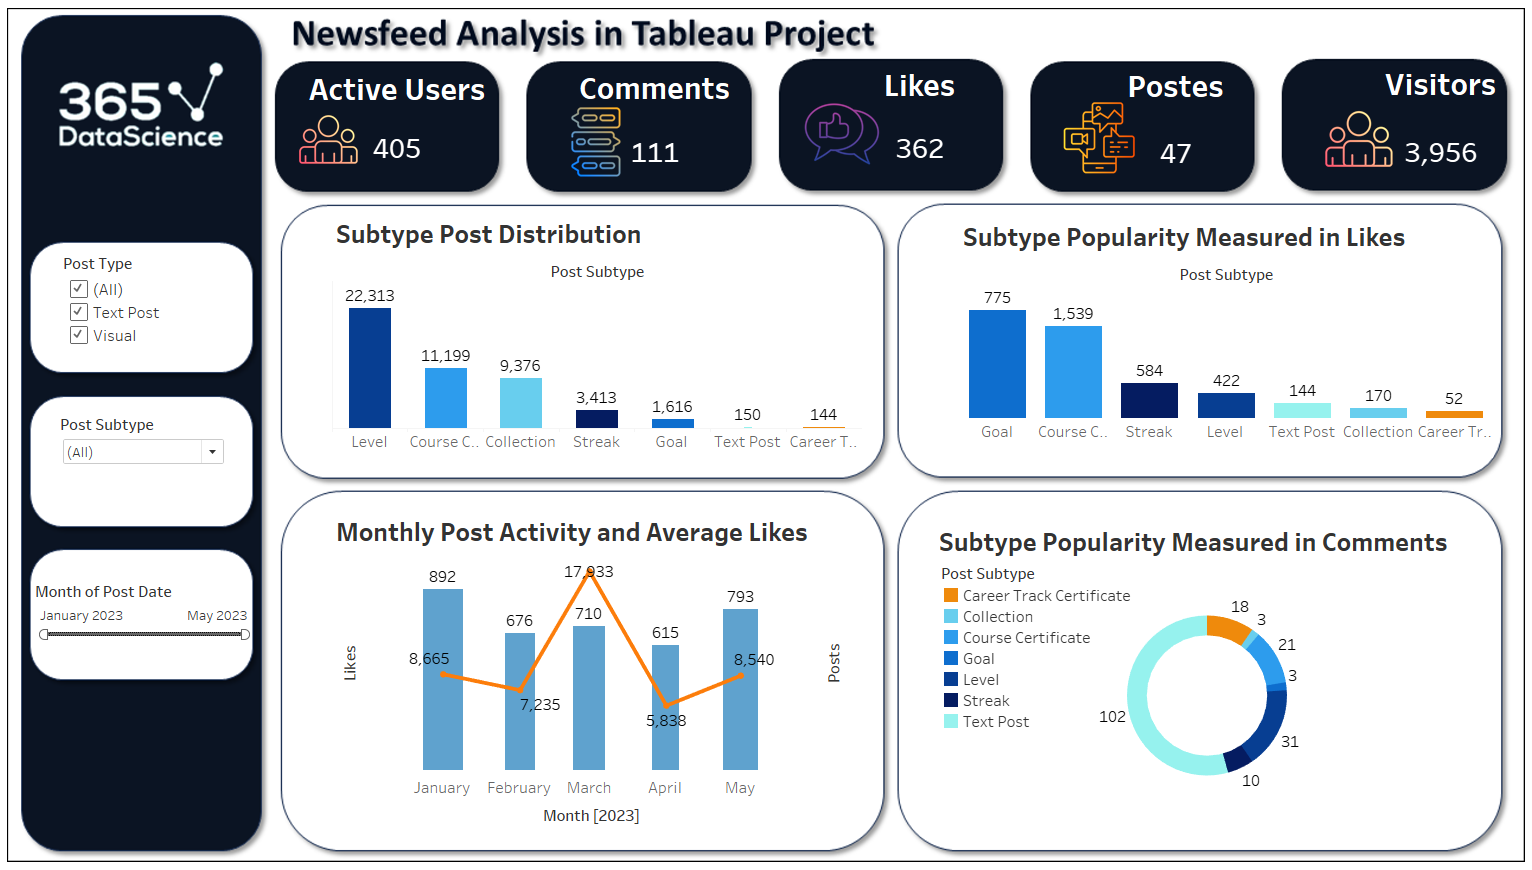 Newsfeed Analysis in Tableau Project
365
DataScience
Active Users
405
Comments
111
Likes
362
Postes
47
Visitors
3,956
Post Type
(All)
Text Post
Visual
Post Subtype
(All)
Month of Post Date
January 2023 May 2023
Subtype Post Distribution
Post Subtype
22,313
11,199
9,376
3,413
1,616
150
144
Level Course C.. Collection Streak Goal Text Post Career T..
Subtype Popularity Measured in Likes
Post Subtype
775
1,539
584
422
144
170
52
Goal Course C.. Streak Level Text Post Collection Career Tr..
Monthly Post Activity and Average Likes
Likes
892
676
17,933
710
615
793
8,665
7,235
5,838
8,540
Posts
January February March April May
Month [2023]
Subtype Popularity Measured in Comments
Post Subtype
Career Track Certificate
Collection
Course Certificate
Goal
Level
Streak
Text Post
18
3
21
3
31
10
102